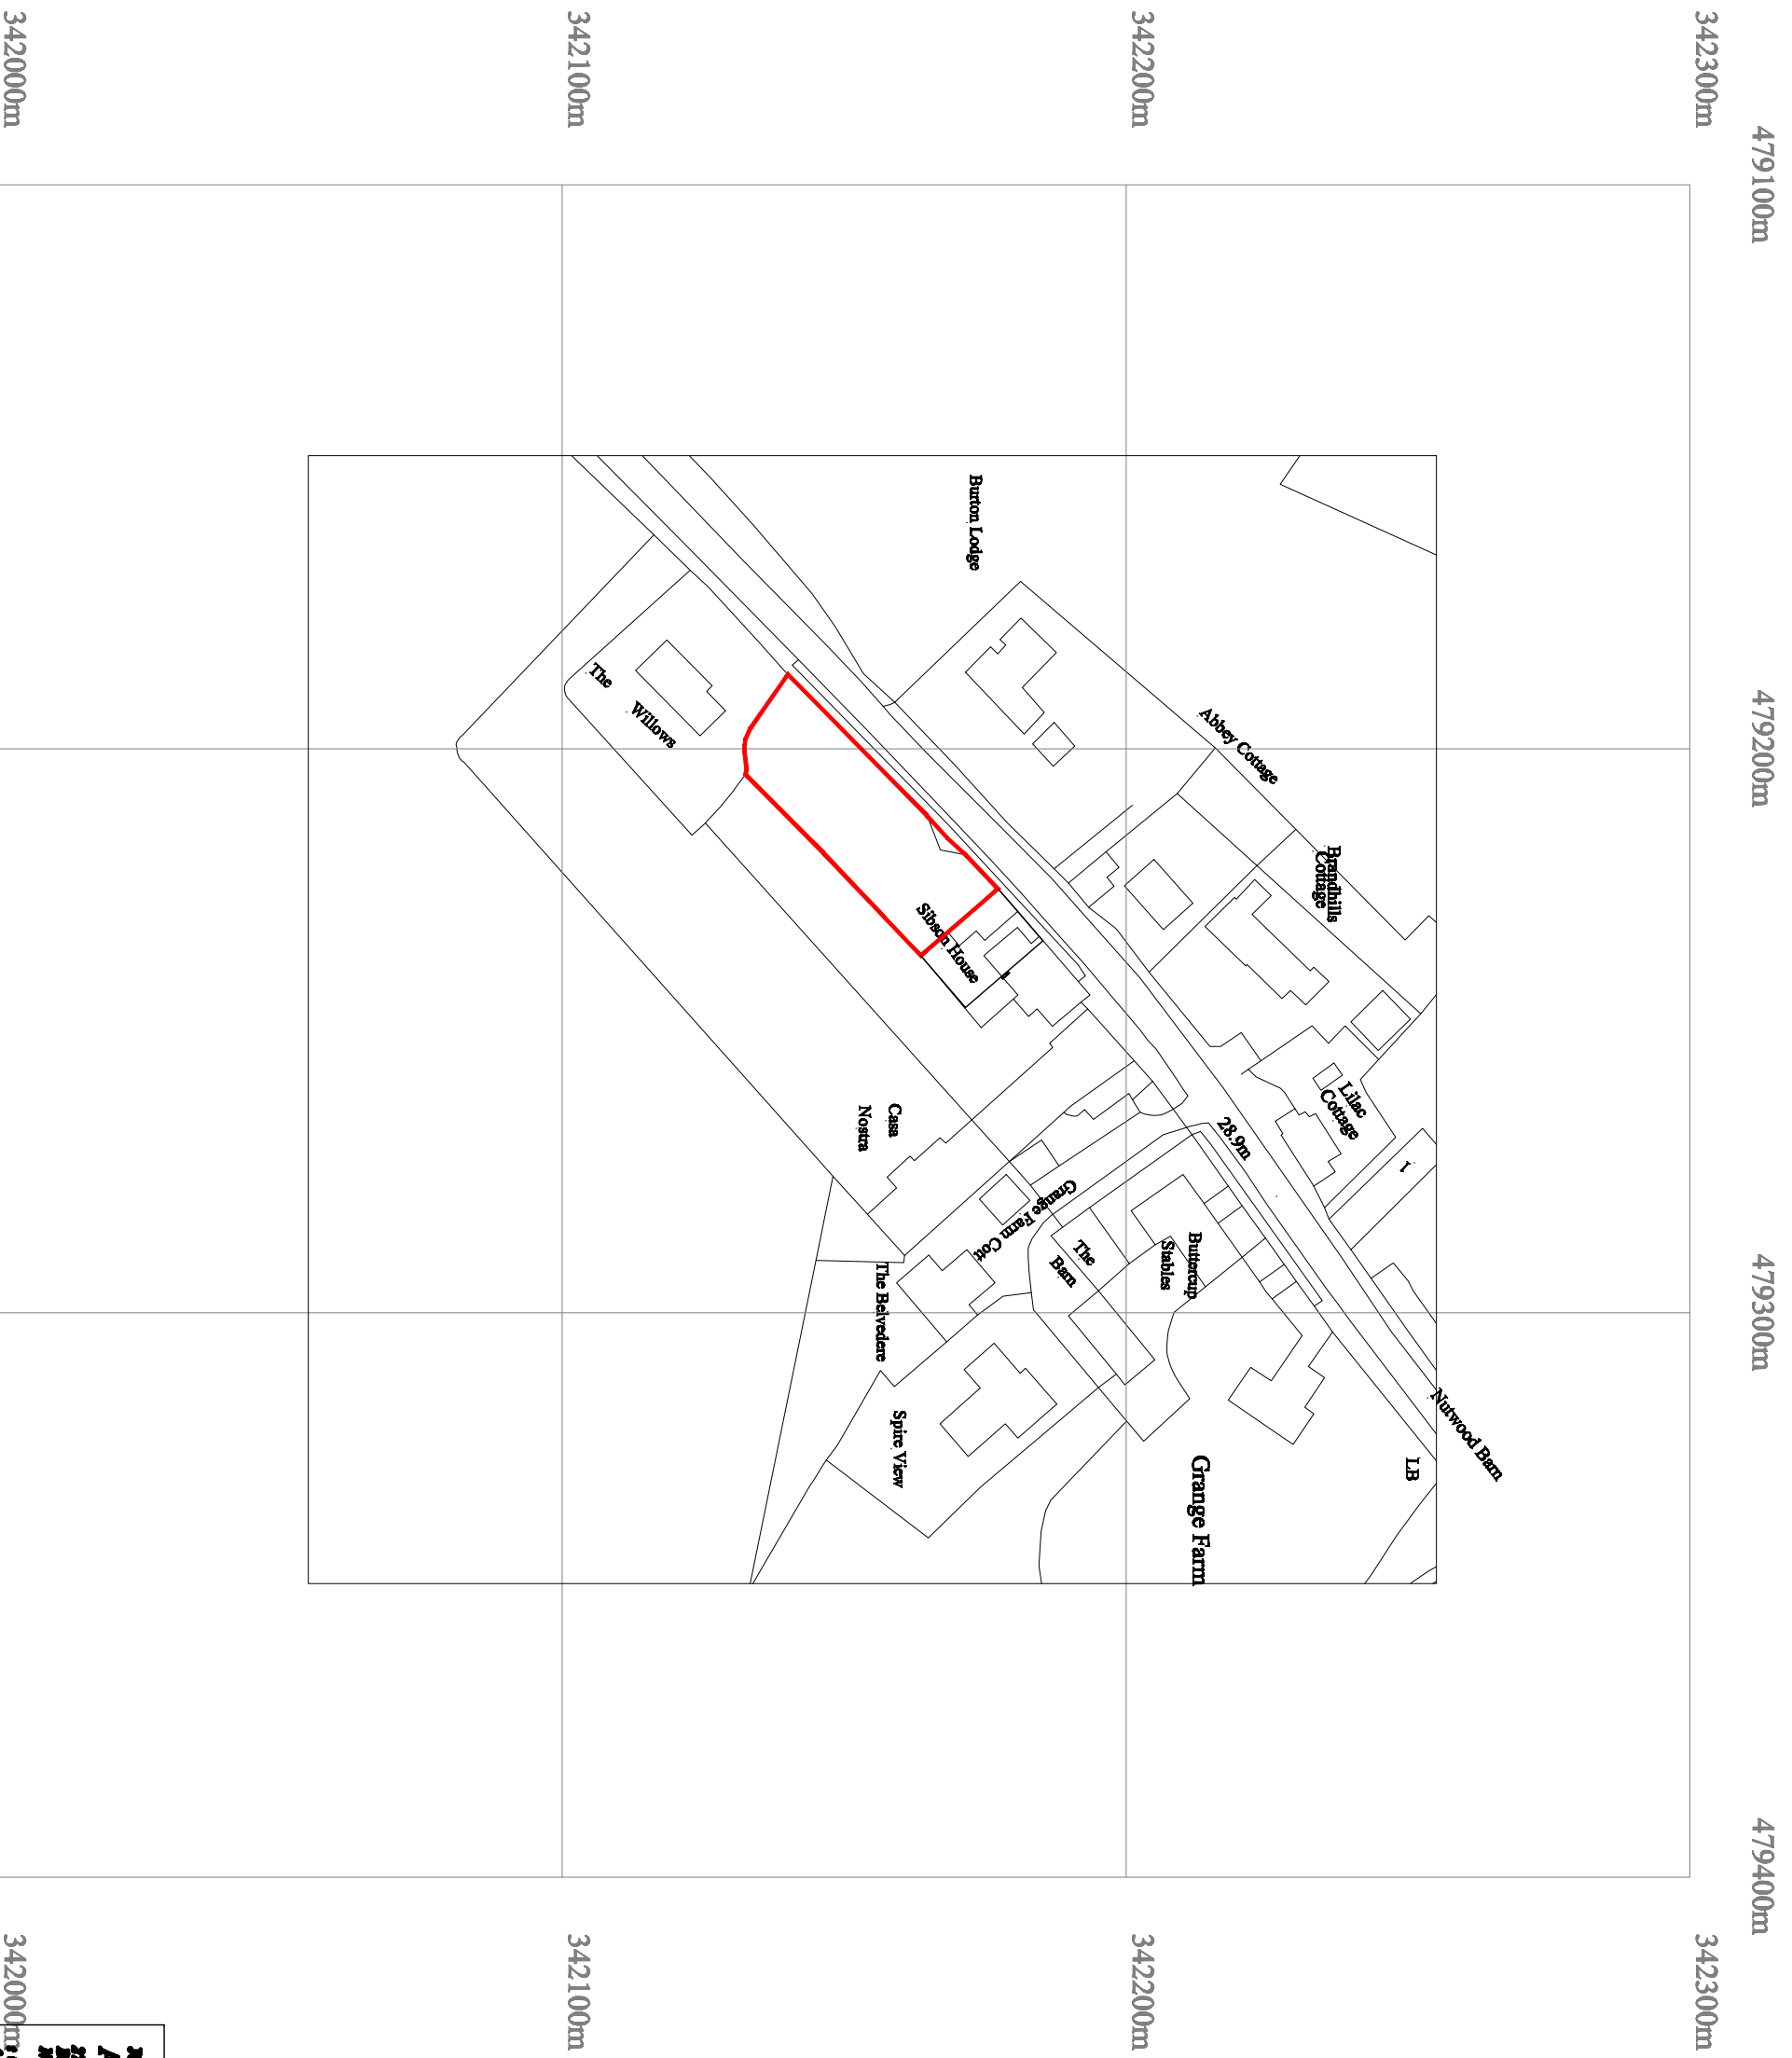 479100m
479200m
479300m
479400m
342300m
342300m
342200m
342200m
342100m
342100m
342000m
342000m
Nutwood Barn
LB
1
Lilac
Cottage
Brandhills
Cottage
Abbey Cottage
28.9m
Grange Farm
Buttercup
Stables
The
Barn
Grange Farm Cott
Burton Lodge
Sibson House
Spire View
The Belvedere
Casa
Nostra
The
Willows